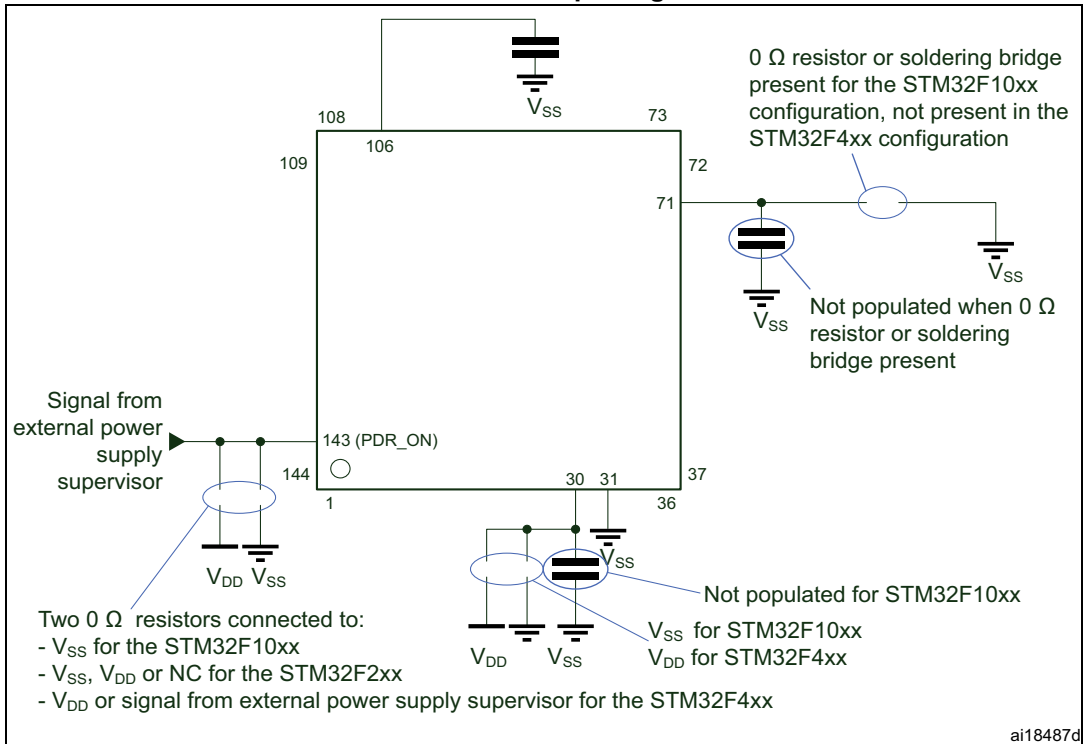 V_SS
0 Ω resistor or soldering bridge
present for the STM32F10xx
configuration, not present in the
STM32F4xx configuration
108
73
106
109
72
71
V_SS
V_SS
Not populated when 0 Ω
resistor or soldering
bridge present
Signal from
external power
supply
supervisor
143 (PDR_ON)
144
1
30
31
37
36
V_SS
V_DD
V_SS
Not populated for STM32F10xx
V_SS for STM32F10xx
V_DD for STM32F4xx
V_DD
V_SS
Two 0 Ω resistors connected to:
- V_SS for the STM32F10xx
- V_SS, V_DD or NC for the STM32F2xx
- V_DD or signal from external power supply supervisor for the STM32F4xx
ai18487d